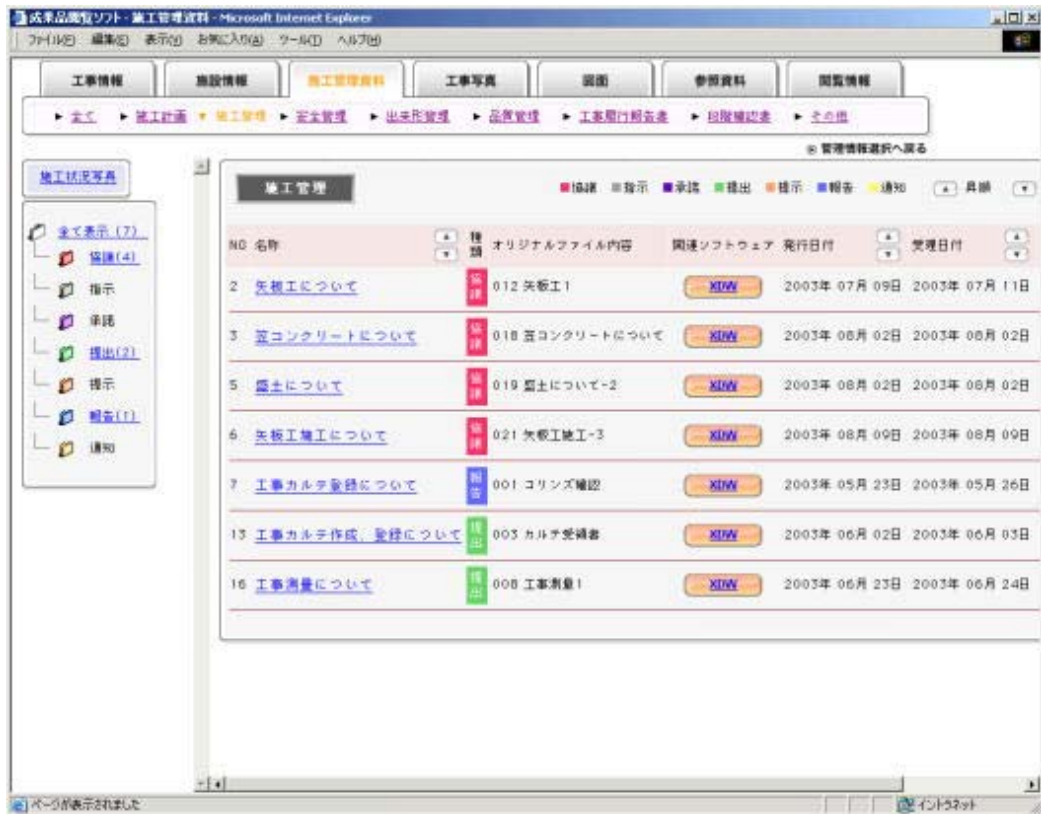 成果品閲覧ソフト - 施工管理資料 - Microsoft Internet Explorer
ファイル(F) 編集(E) 表示(V) お気に入り(A) ツール(T) ヘルプ(H)
工事情報 施設情報 施工管理資料 工事写真 図面 参照資料 閲覧情報
全て 施工計画 施工管理 安全管理 出来形管理 品質管理 工事履行報告書 段階確認書 その他
管理情報選択へ戻る
施工状況写真
全て表示(7)
協議(4)
指示
承諾
提出(2)
提示
報告(1)
通知
施工管理 協議 指示 承諾 提出 提示 報告 通知 昇順
NO 名称 種類 オリジナルファイル内容 関連ソフトウェア 発行日付 受理日付
2 矢板工について 協議 012 矢板工1 XDW 2003年 07月 09日 2003年 07月 11日
3 笠コンクリートについて 協議 018 笠コンクリートについて XDW 2003年 08月 02日 2003年 08月 02日
5 盛土について 協議 019 盛土について-2 XDW 2003年 08月 02日 2003年 08月 02日
6 矢板工施工について 協議 021 矢板工施工-3 XDW 2003年 08月 09日 2003年 08月 09日
7 工事カルテ登録について 報告 001 コリンズ確認 XDW 2003年 05月 23日 2003年 05月 26日
13 工事カルテ作成、登録について 提出 003 カルテ受領書 XDW 2003年 06月 02日 2003年 06月 03日
16 工事測量について 提出 008 工事測量1 XDW 2003年 06月 23日 2003年 06月 24日
ページが表示されました イントラネット